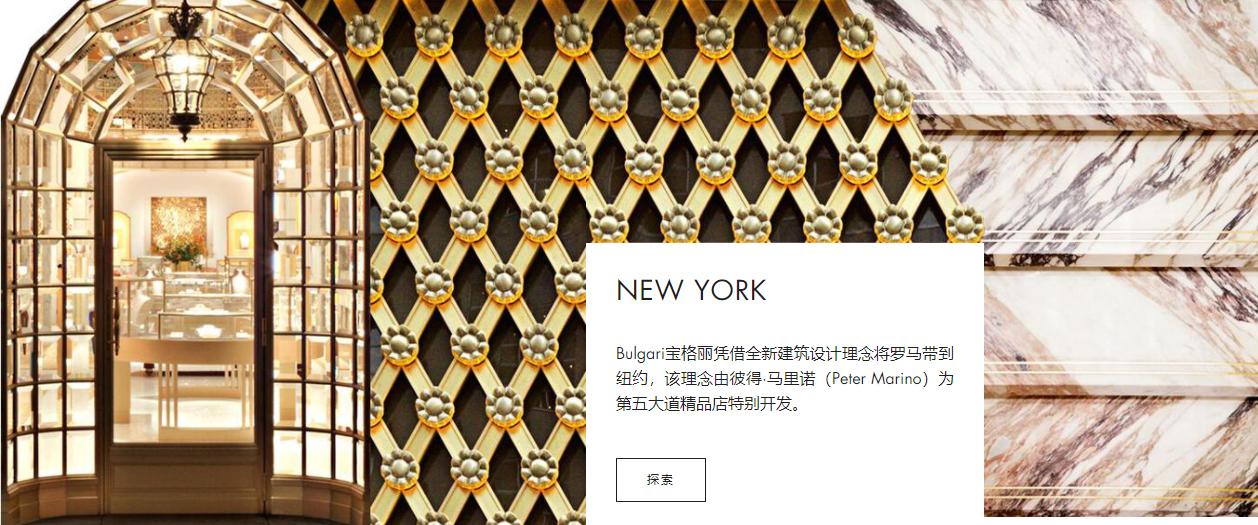 NEW YORK
Bulgari宝格丽凭借全新建筑设计理念将罗马带到
纽约，该理念由彼得·马里诺（Peter Marino）为
第五大道精品店特别开发。
探索